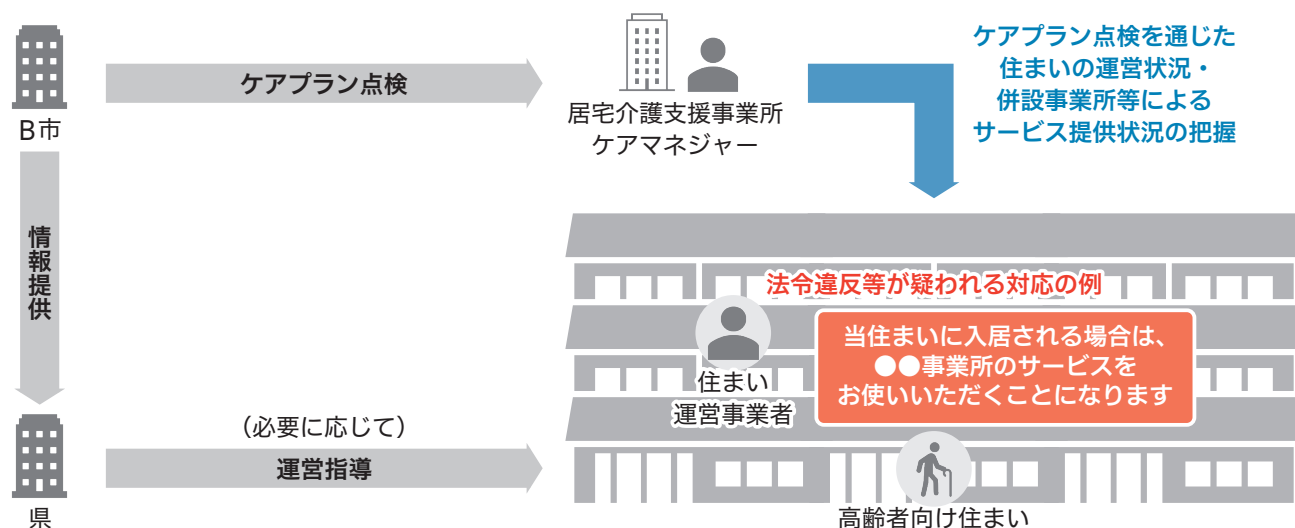 B市
ケアプラン点検
居宅介護支援事業所
ケアマネジャー
ケアプラン点検を通じた
住まいの運営状況・
併設事業所等による
サービス提供状況の把握
情報提供
法令違反等が疑われる対応の例
住まい
運営事業者
当住まいに入居される場合は、
●●事業所のサービスを
お使いいただくことになります
県
（必要に応じて）
運営指導
高齢者向け住まい